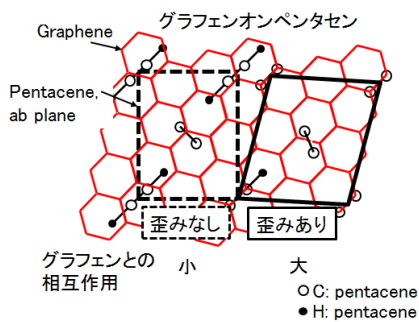 グラフェンオンペンタセン
Graphene
Pentacene,
ab plane
歪みなし
歪みあり
グラフェンとの
相互作用
小
大
C: pentacene
H: pentacene